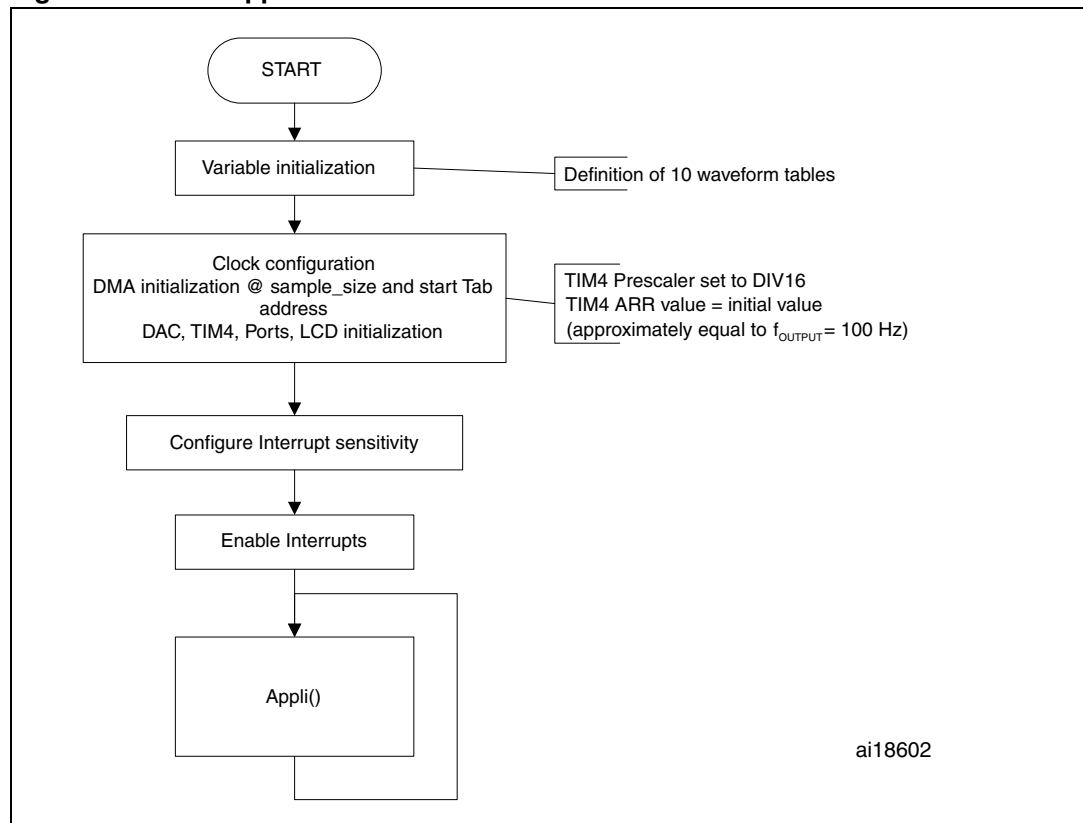 START
Variable initialization
Definition of 10 waveform tables
Clock configuration
DMA initialization @ sample_size and start Tab
address
DAC, TIM4, Ports, LCD initialization
TIM4 Prescaler set to DIV16
TIM4 ARR value = initial value
(approximately equal to fOUTPUT= 100 Hz)
Configure Interrupt sensitivity
Enable Interrupts
Appli()
ai18602